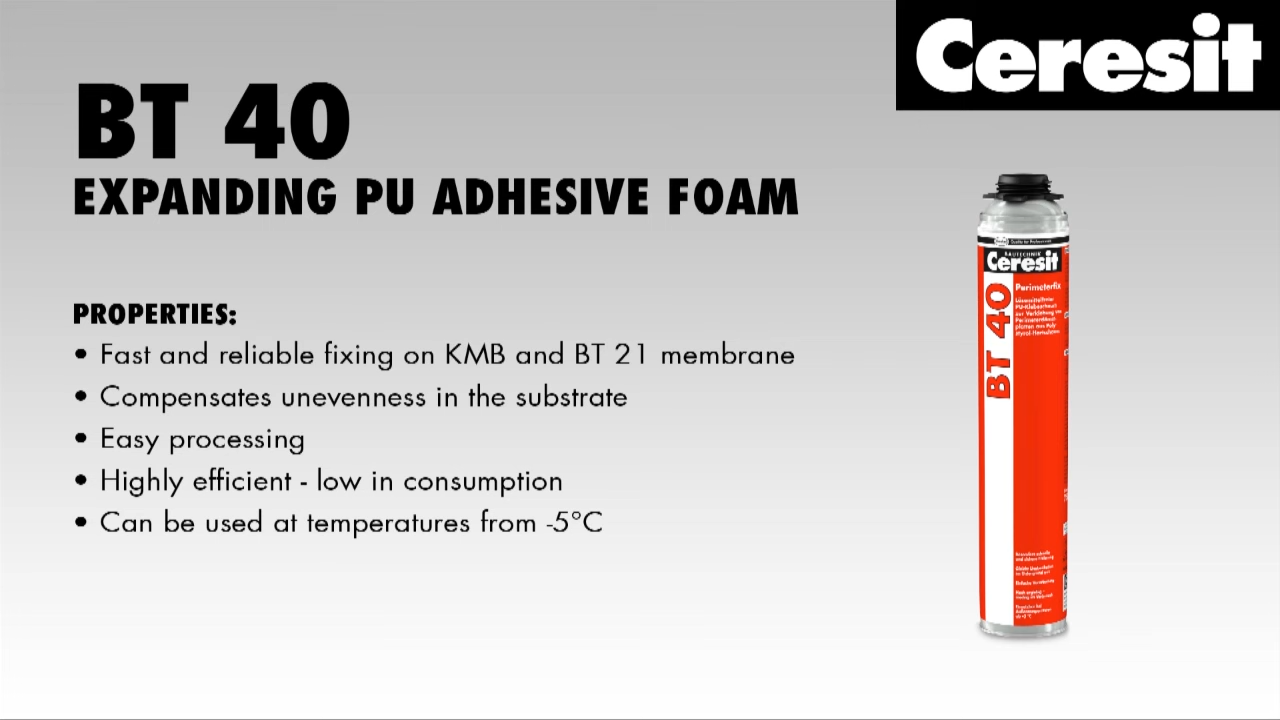 Ceresit
BT 40
EXPANDING PU ADHESIVE FOAM
PROPERTIES:
• Fast and reliable fixing on KMB and BT 21 membrane
• Compensates unevenness in the substrate
• Easy processing
• Highly efficient - low in consumption
• Can be used at temperatures from -5°C
BAUTECHNIK
Ceresit
BT 40
Perimeterfix